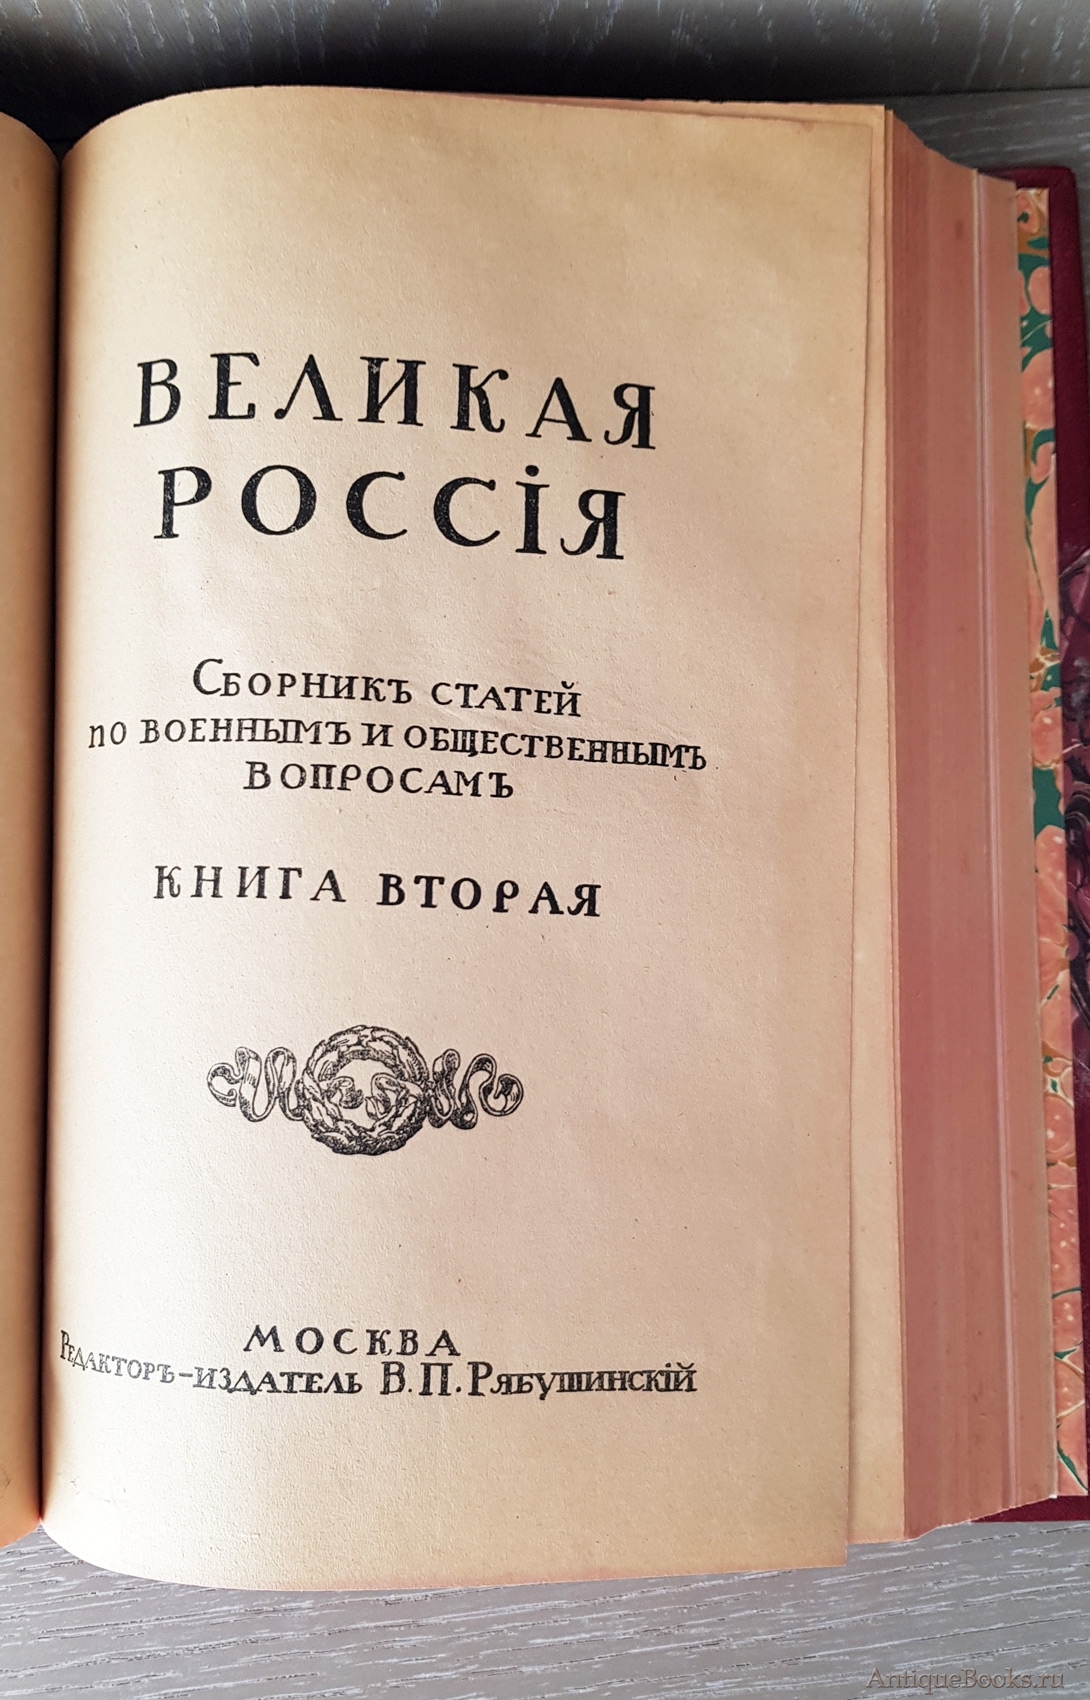 ВЕЛИКАЯ
РОССІЯ
Сборникъ статей
по военнымъ и общественнымъ
вопросамъ
КНИГА ВТОРАЯ
МОСКВА
Редакторъ-издатель В.П.Рябушинскій
AntiqueBooks.ru